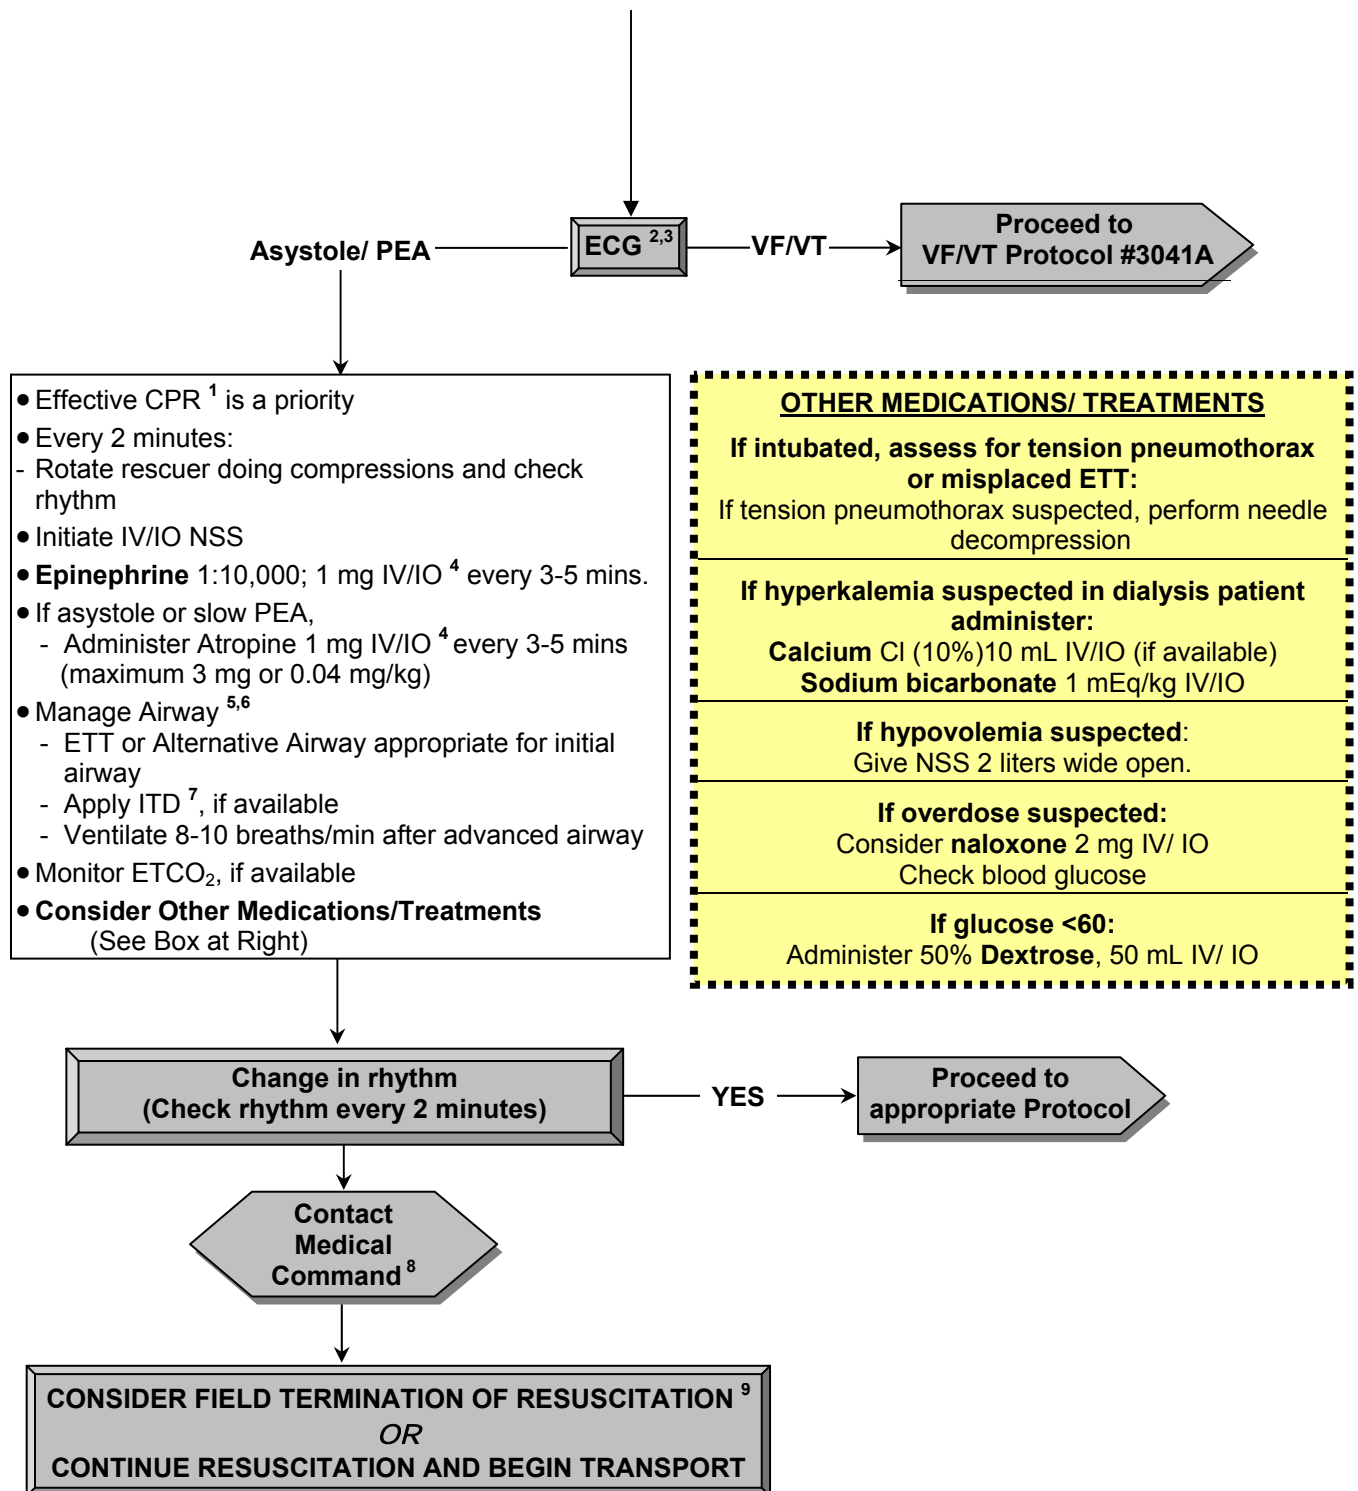 Asystole/ PEA
ECG 2,3
VF/VT
Proceed to
VF/VT Protocol #3041A
● Effective CPR 1 is a priority
● Every 2 minutes:
- Rotate rescuer doing compressions and check
rhythm
● Initiate IV/IO NSS
● Epinephrine 1:10,000; 1 mg IV/IO 4 every 3-5 mins.
● If asystole or slow PEA,
- Administer Atropine 1 mg IV/IO 4 every 3-5 mins
(maximum 3 mg or 0.04 mg/kg)
● Manage Airway 5,6
- ETT or Alternative Airway appropriate for initial
airway
- Apply ITD 7, if available
- Ventilate 8-10 breaths/min after advanced airway
● Monitor ETCO2, if available
● Consider Other Medications/Treatments
(See Box at Right)
OTHER MEDICATIONS/ TREATMENTS
If intubated, assess for tension pneumothorax
or misplaced ETT:
If tension pneumothorax suspected, perform needle
decompression
If hyperkalemia suspected in dialysis patient
administer:
Calcium Cl (10%)10 mL IV/IO (if available)
Sodium bicarbonate 1 mEq/kg IV/IO
If hypovolemia suspected:
Give NSS 2 liters wide open.
If overdose suspected:
Consider naloxone 2 mg IV/ IO
Check blood glucose
If glucose <60:
Administer 50% Dextrose, 50 mL IV/ IO
Change in rhythm
(Check rhythm every 2 minutes)
YES
Proceed to
appropriate Protocol
Contact
Medical
Command 8
CONSIDER FIELD TERMINATION OF RESUSCITATION 9
OR
CONTINUE RESUSCITATION AND BEGIN TRANSPORT